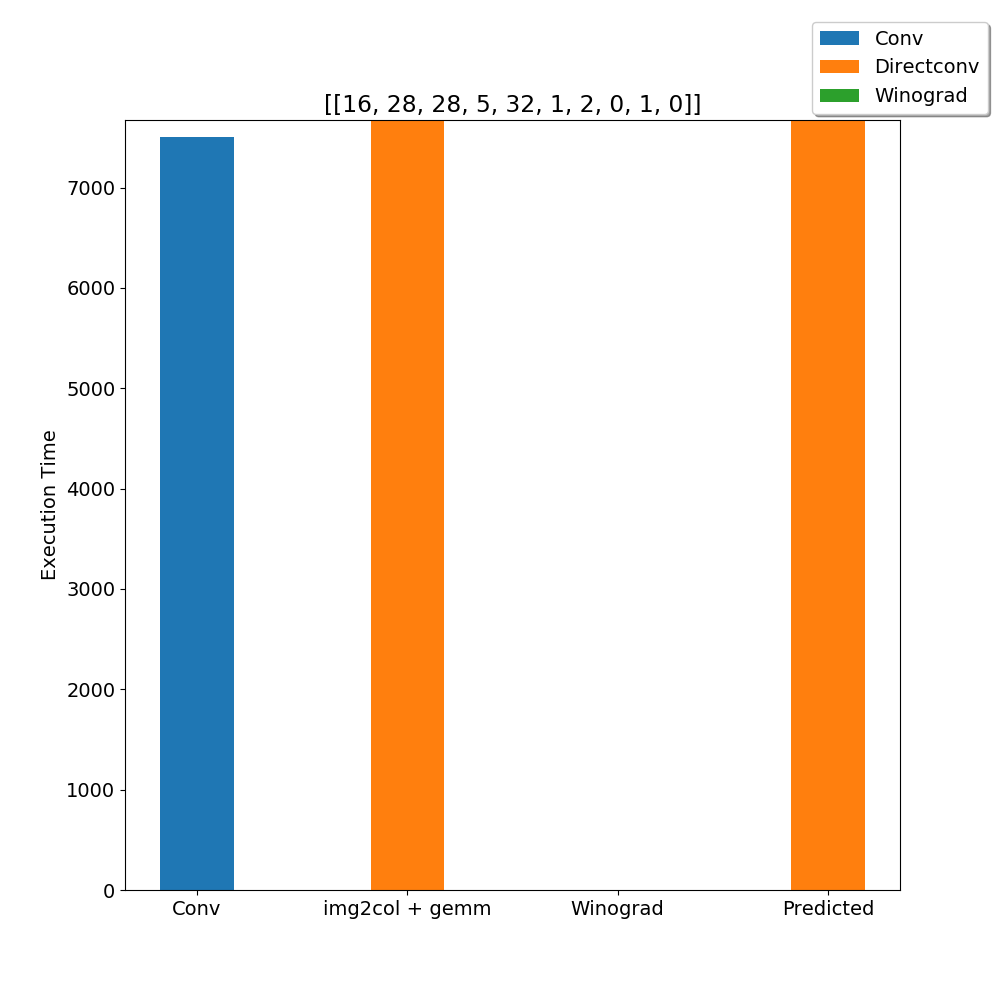 Conv
Directconv
Winograd
[[16, 28, 28, 5, 32, 1, 2, 0, 1, 0]]
7000
6000
5000
4000
3000
2000
1000
0
Execution Time
Conv
img2col + gemm
Winograd
Predicted